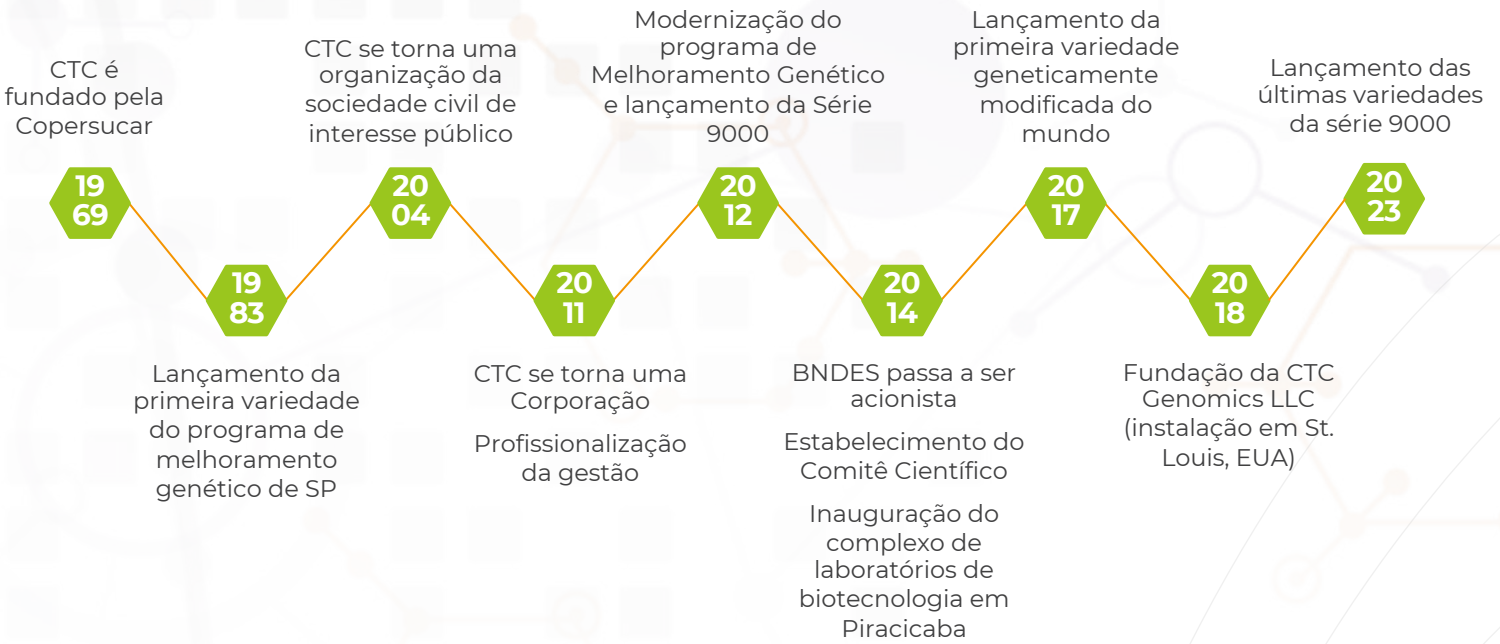 CTC é
fundado pela
Copersucar
19
69
19
83
Lançamento da
primeira variedade
do programa de
melhoramento
genético de SP
CTC se torna uma
organização da
sociedade civil de
interesse público
20
04
20
11
CTC se torna uma
Corporação
Profissionalização
da gestão
Modernização do
programa de
Melhoramento Genético
e lançamento da Série
9000
20
12
20
14
BNDES passa a ser
acionista
Estabelecimento do
Comitê Científico
Inauguração do
complexo de
laboratórios de
biotecnologia em
Piracicaba
Lançamento da
primeira variedade
geneticamente
modificada do
mundo
20
17
20
18
Fundação da CTC
Genomics LLC
(instalação em St.
Louis, EUA)
Lançamento das
últimas variedades
da série 9000
20
23